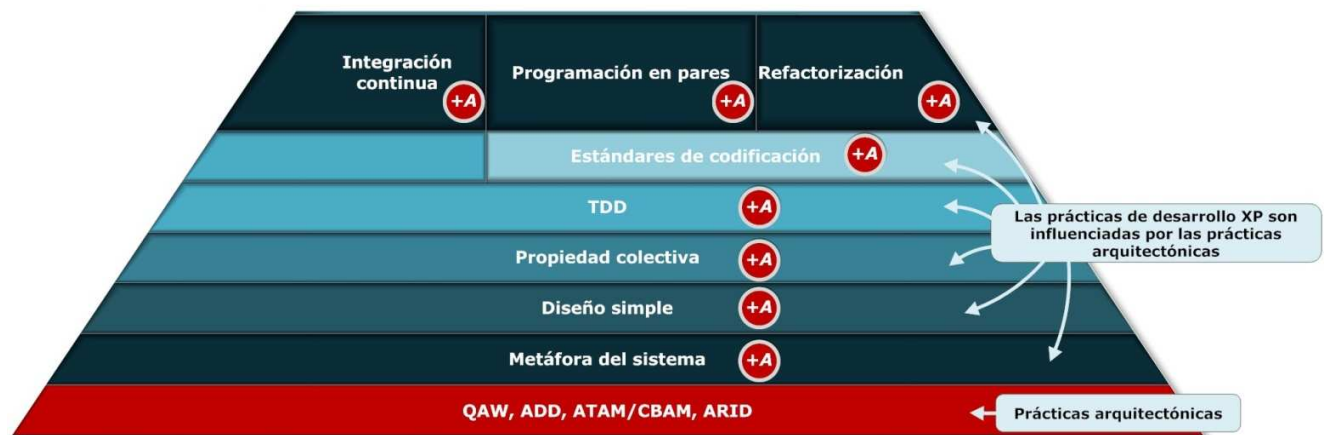 Integración
continua
+A
Programación en pares
+A
Refactorización
+A
Estándares de codificación
+A
TDD
+A
Propiedad colectiva
+A
Diseño simple
+A
Metáfora del sistema
+A
QAW, ADD, ATAM/CBAM, ARID
Las prácticas de desarrollo XP son
influenciadas por las prácticas
arquitectónicas
Prácticas arquitectónicas